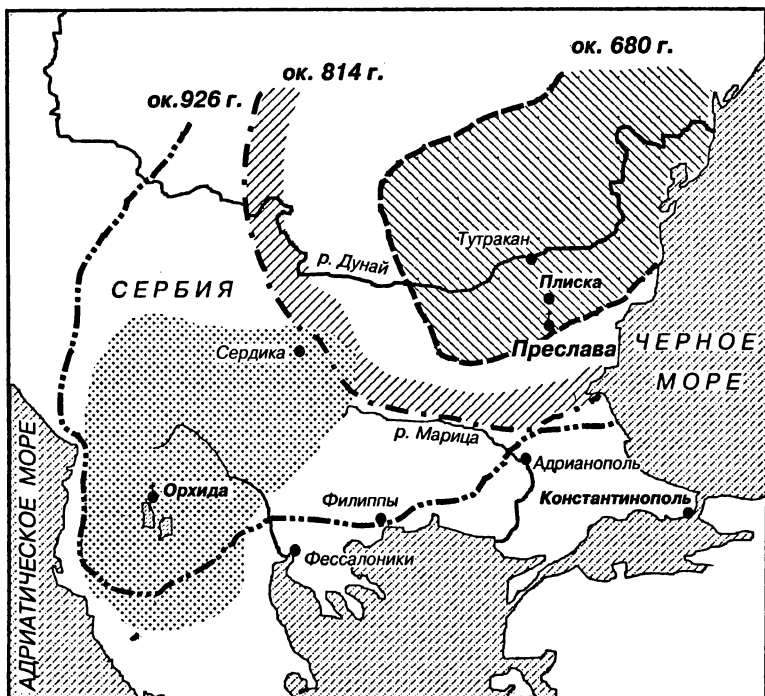 ок. 680 г.
ок. 814 г.
ок.926 г.
Тутракан
р. Дунай
Плиска
СЕРБИЯ
Преслава
ЧЕРНОЕ
МОРЕ
Сердика
р. Марица
Адрианополь
Орхида
Филиппы
Константинополь
Фессалоники
АДРИАТИЧЕСКОЕ МОРЕ